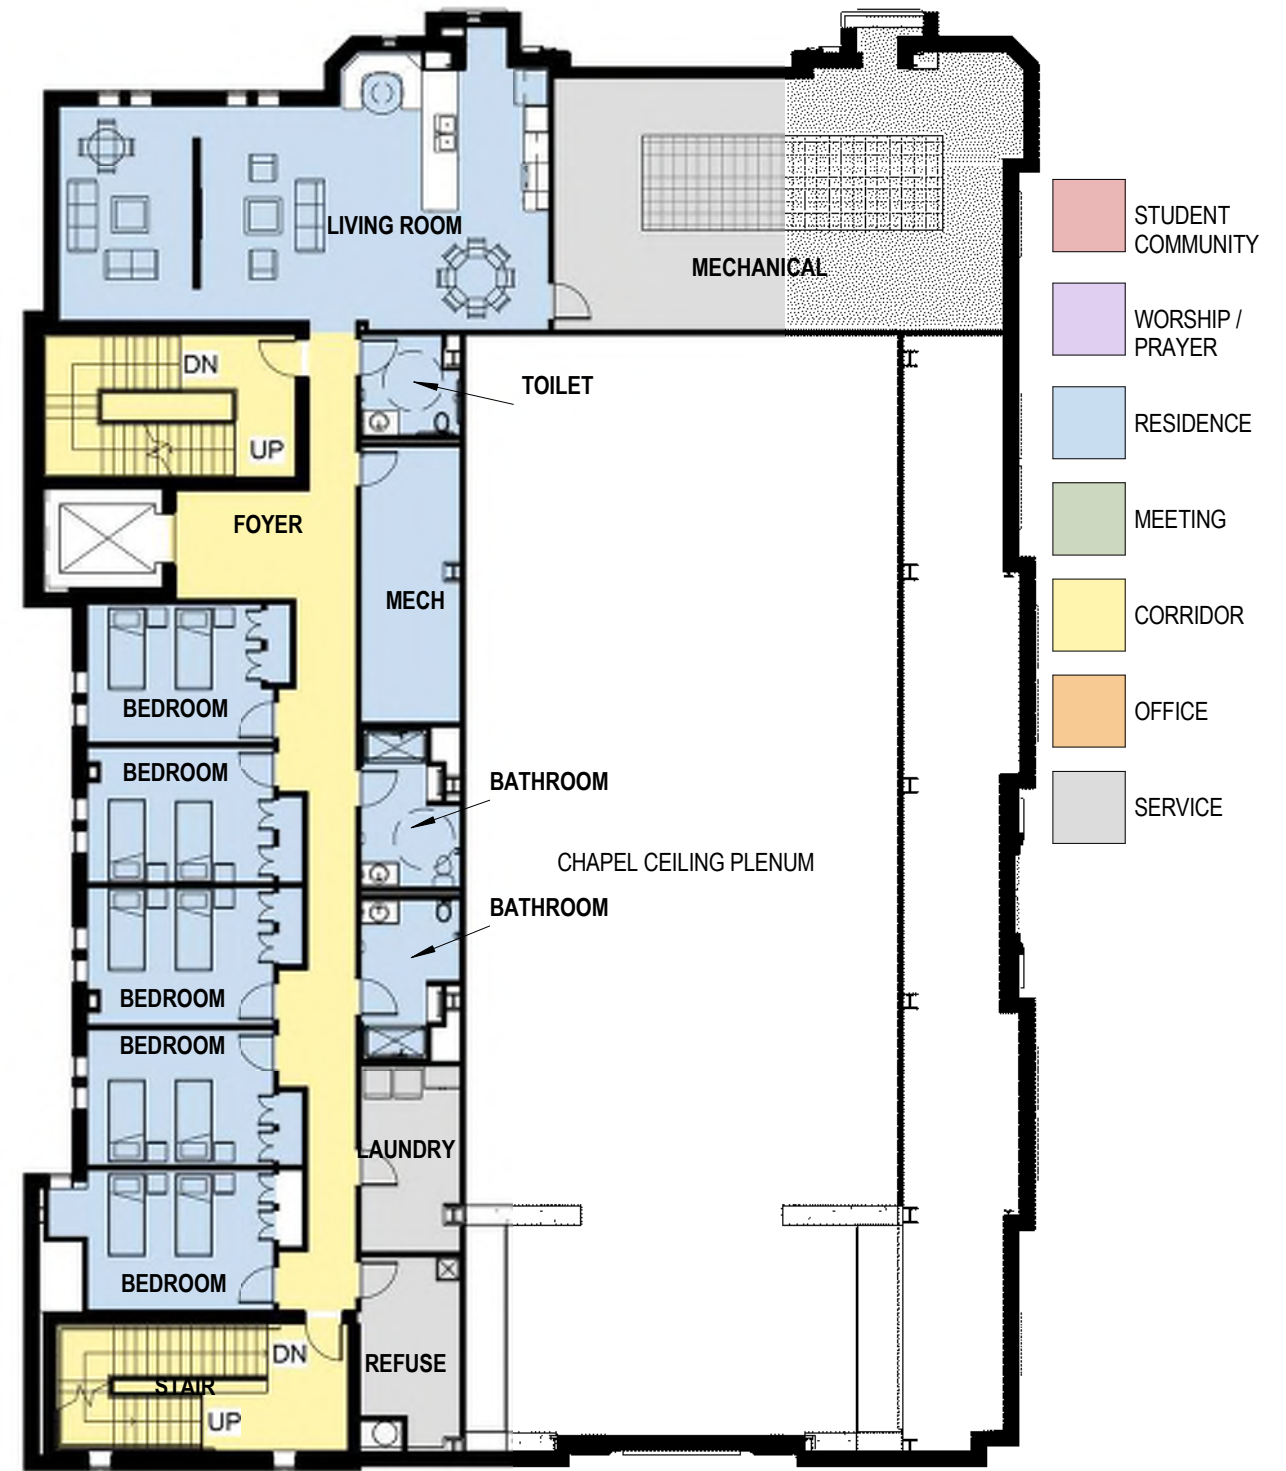 LIVING ROOM
MECHANICAL
STUDENT
COMMUNITY
WORSHIP /
PRAYER
RESIDENCE
MEETING
CORRIDOR
OFFICE
SERVICE
DN
UP
TOILET
FOYER
MECH
BEDROOM
BEDROOM
BATHROOM
CHAPEL CEILING PLENUM
BATHROOM
BEDROOM
BEDROOM
LAUNDRY
BEDROOM
DN
STAIR
UP
REFUSE